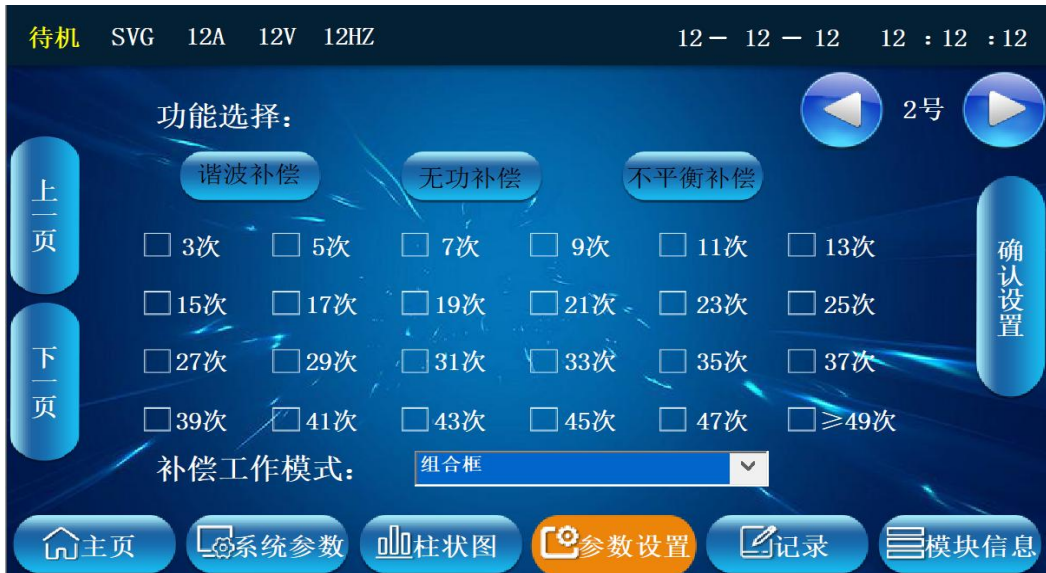 待机 SVG 12A 12V 12HZ 12－ 12 － 12 12 : 12 : 12
功能选择： 2号
谐波补偿 无功补偿 不平衡补偿
上一页
3次 5次 7次 9次 11次 13次
确认设置
15次 17次 19次 21次 23次 25次
下一页
27次 29次 31次 33次 35次 37次
39次 41次 43次 45次 47次 ≥49次
补偿工作模式： 组合框
主页 系统参数 柱状图 参数设置 记录 模块信息